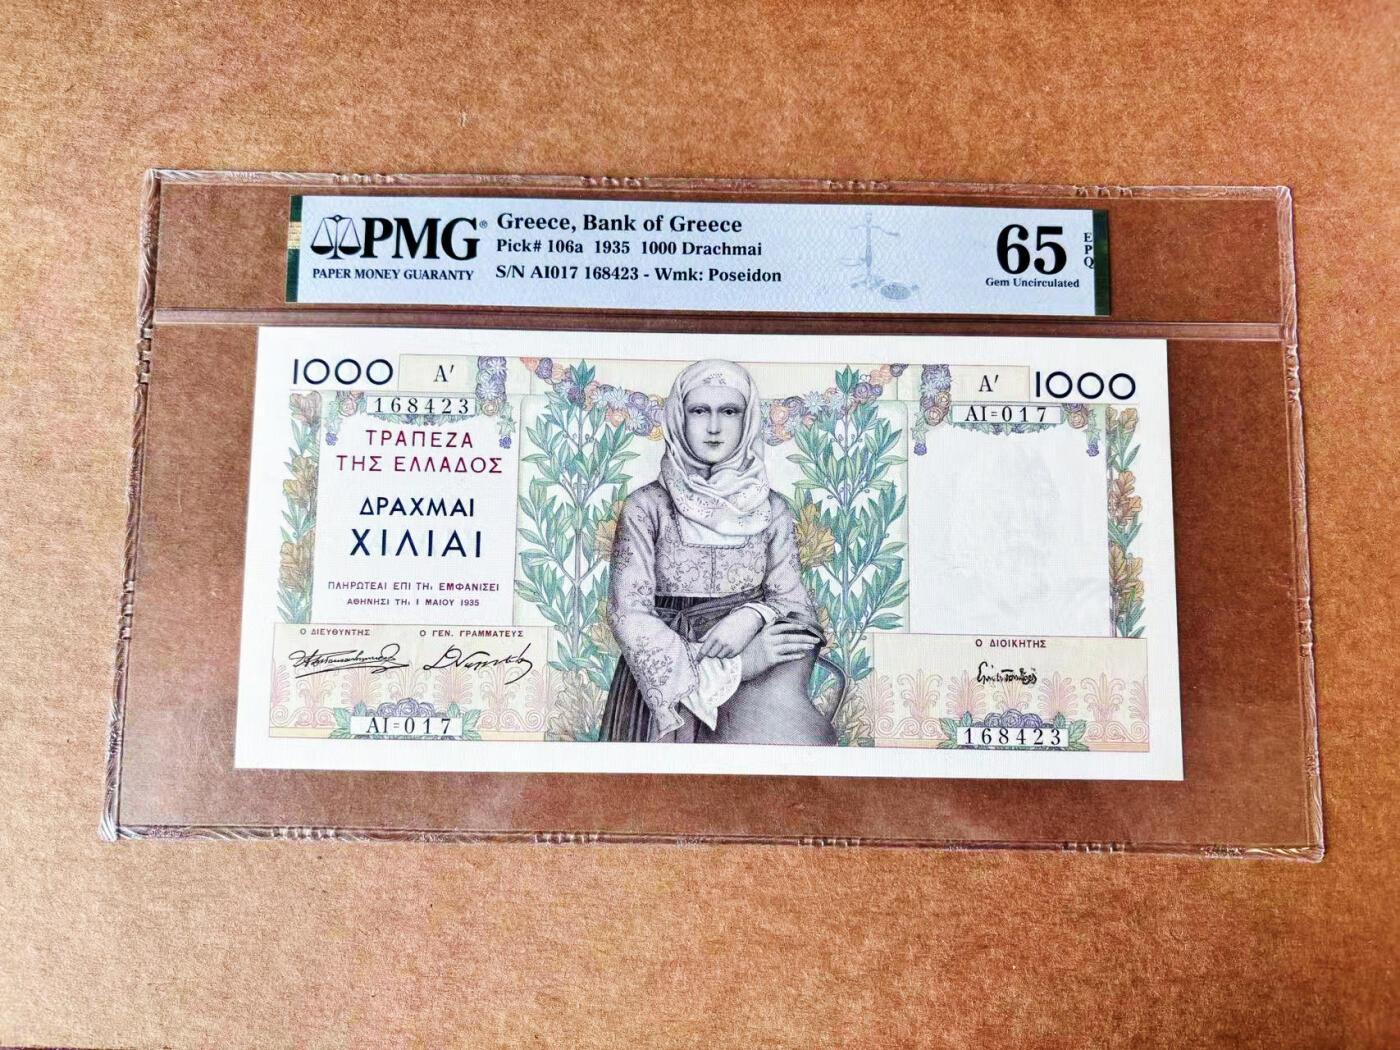 PMG®
PAPER MONEY GUARANTY
Greece, Bank of Greece
Pick# 106a 1935 1000 Drachmai
S/N AI017 168423 - Wmk: Poseidon
65
EPQ
Gem Uncirculated
1000 Α' Α' 1000
168423 ΑΙ=017
ΤΡΑΠΕΖΑ
ΤΗΣ ΕΛΛΑΔΟΣ
ΔΡΑΧΜΑΙ
ΧΙΛΙΑΙ
ΠΛΗΡΩΤΕΑΙ ΕΠΙ ΤΗι ΕΜΦΑΝΙΣΕΙ
ΑΘΗΝΗΣΙ ΤΗι 1 ΜΑΙΟΥ 1935
Ο ΔΙΕΥΘΥΝΤΗΣ Ο ΓΕΝ. ΓΡΑΜΜΑΤΕΥΣ
Ο ΔΙΟΙΚΗΤΗΣ
ΑΙ=017
168423